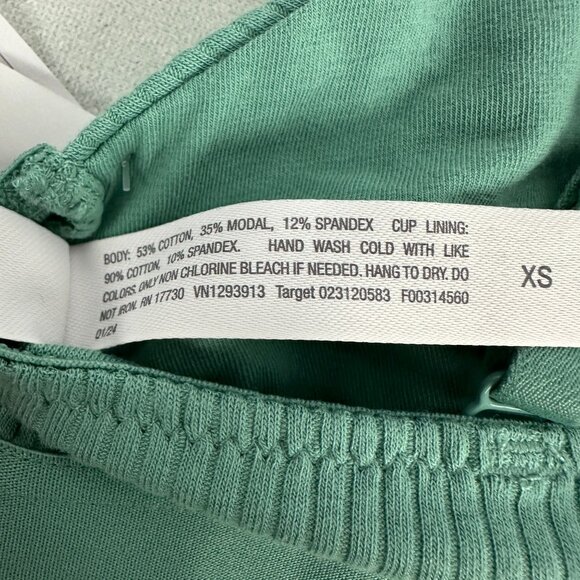 BODY: 53% COTTON, 35% MODAL, 12% SPANDEX CUP LINING:
90% COTTON, 10% SPANDEX. HAND WASH COLD WITH LIKE
COLORS. ONLY NON CHLORINE BLEACH IF NEEDED. HANG TO DRY. DO
NOT IRON. RN 17730 VN1293913 Target 023120583 F00314560
01/24
XS